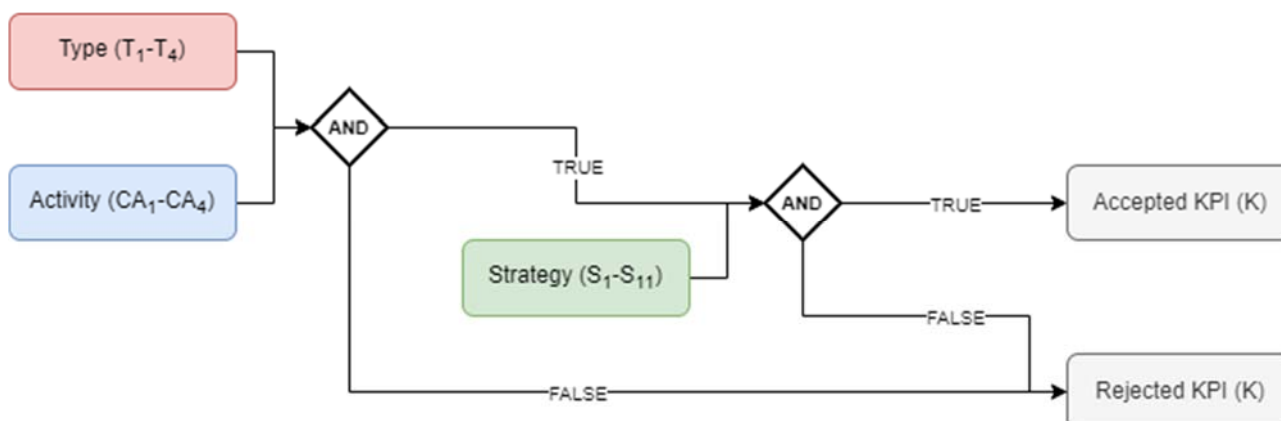 Type (T₁-T₄)
AND
TRUE
Activity (CA₁-CA₄)
AND
TRUE
Accepted KPI (K)
Strategy (S₁-S₁₁)
FALSE
FALSE
Rejected KPI (K)